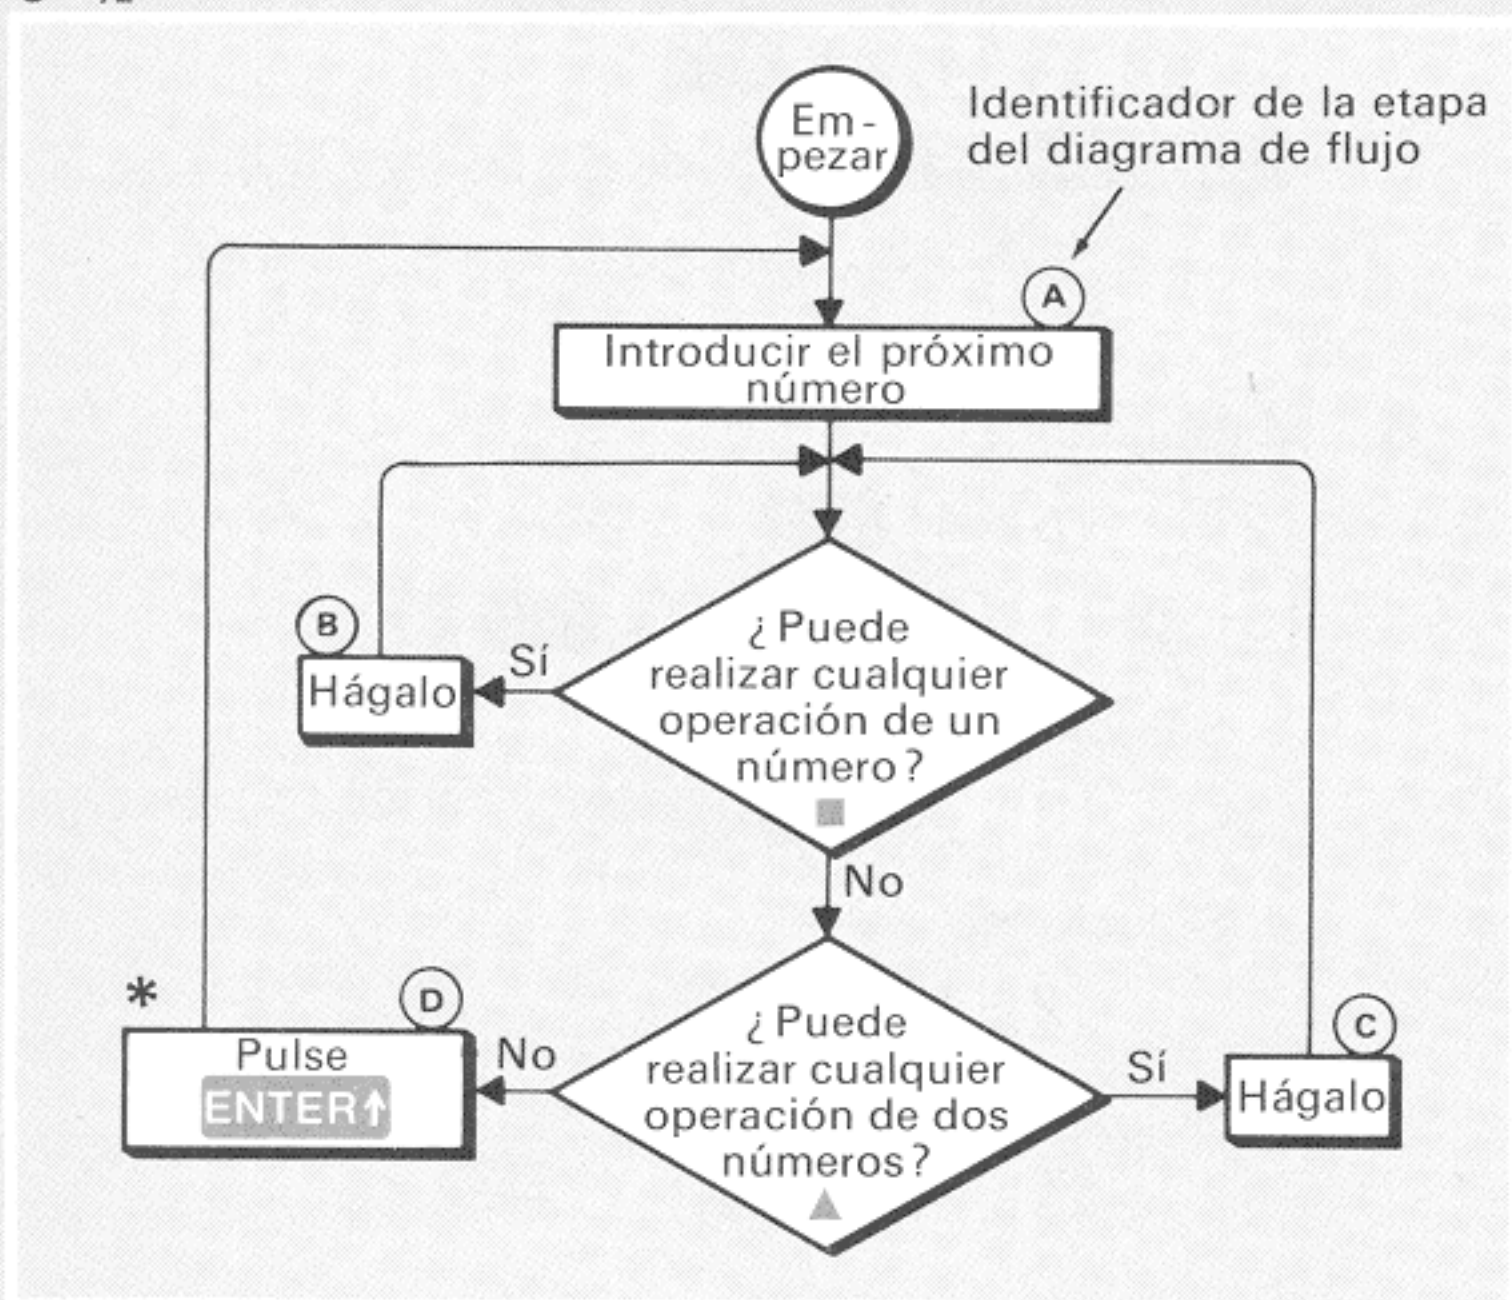 Em-
pezar
Identificador de la etapa
del diagrama de flujo
A
Introducir el próximo
número
B
Hágalo
Sí
¿Puede
realizar cualquier
operación de un
número?
No
*
D
Pulse
ENTER↑
No
¿Puede
realizar cualquier
operación de dos
números?
Sí
C
Hágalo